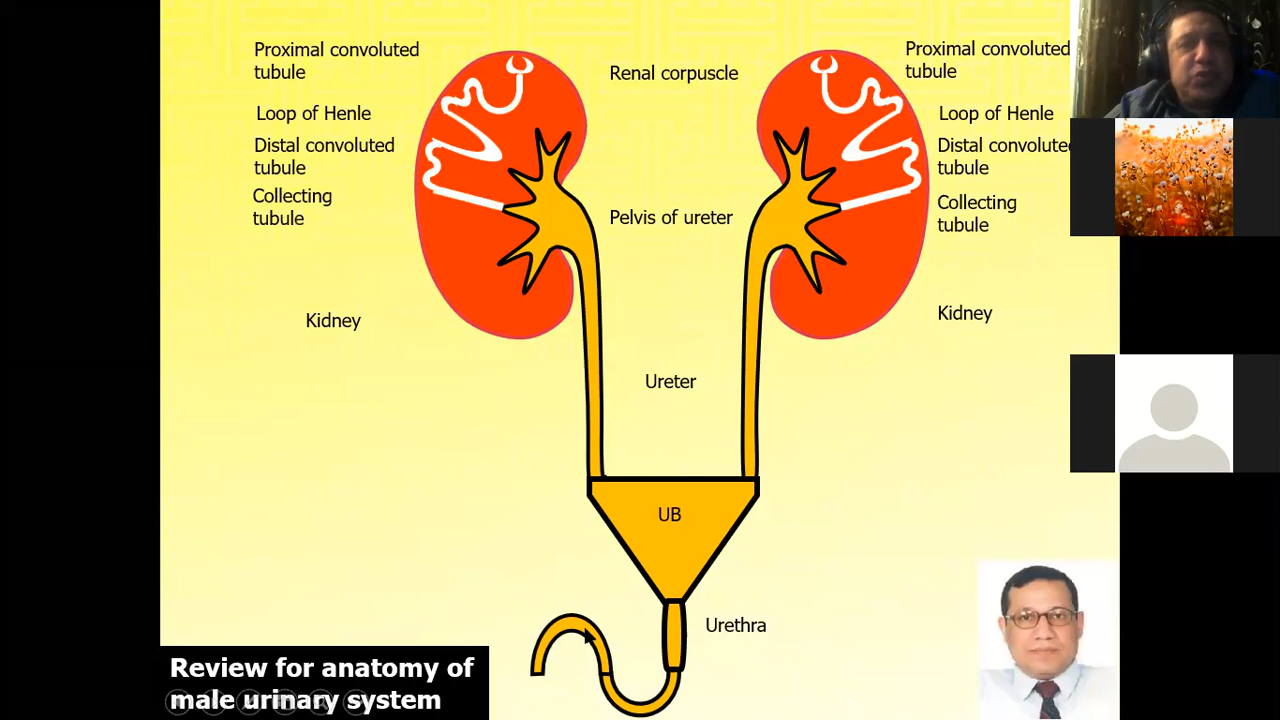 Proximal convoluted
tubule
Loop of Henle
Distal convoluted
tubule
Collecting
tubule
Kidney
Renal corpuscle
Pelvis of ureter
Ureter
UB
Urethra
Proximal convoluted
tubule
Loop of Henle
Distal convoluted
tubule
Collecting
tubule
Kidney
Review for anatomy of
male urinary system